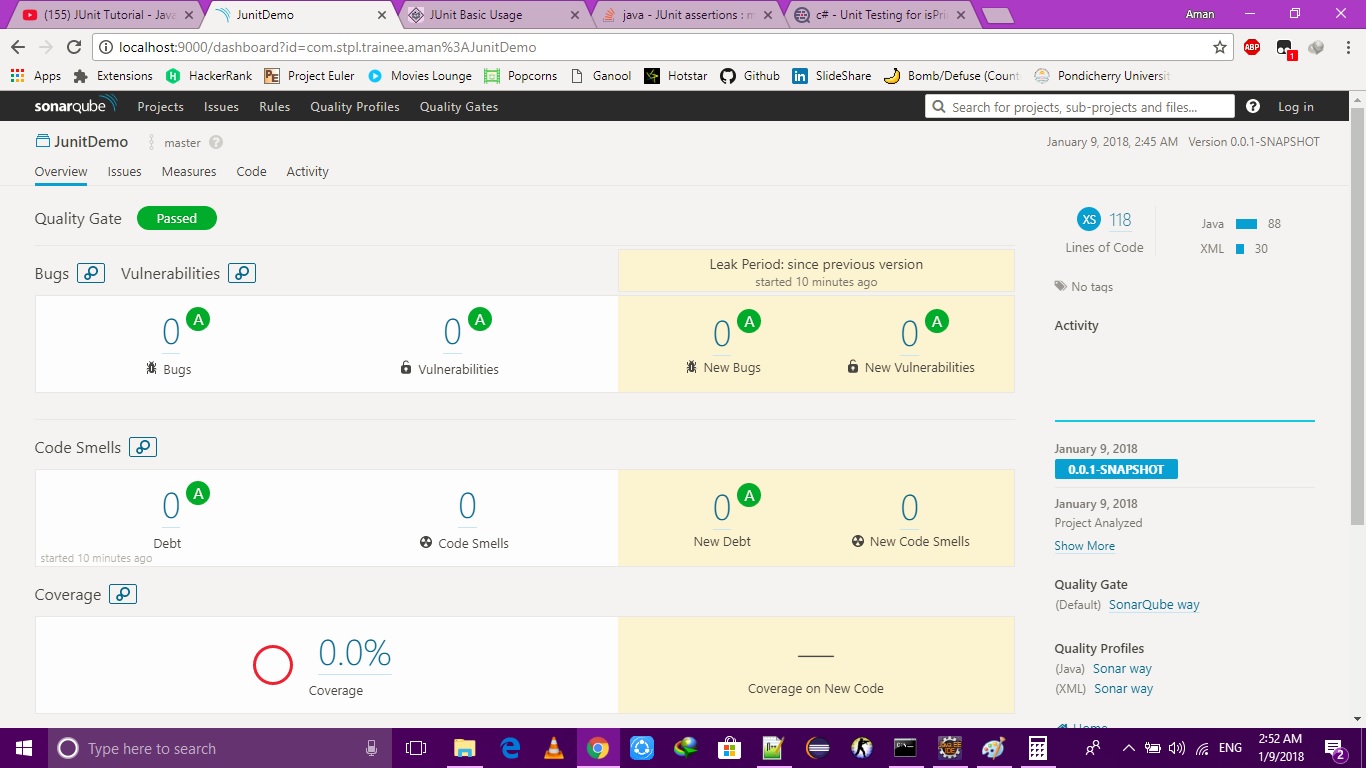 (155) JUnit Tutorial - Java
JunitDemo
JUnit Basic Usage
java - JUnit assertions : m
c# - Unit Testing for isPri
Aman
localhost:9000/dashboard?id=com.stpl.trainee.aman%3AJunitDemo
ABP
1
Apps
Extensions
HackerRank
PE
Project Euler
Movies Lounge
Popcorns
Ganool
Hotstar
Github
in
SlideShare
Bomb/Defuse (Count
Pondicherry Universit
sonarqube
Projects
Issues
Rules
Quality Profiles
Quality Gates
Search for projects, sub-projects and files...
?
Log in
JunitDemo
master
?
January 9, 2018, 2:45 AM Version 0.0.1-SNAPSHOT
Overview
Issues
Measures
Code
Activity
Quality Gate
Passed
XS
118
Lines of Code
Java
88
XML
30
No tags
Bugs
Vulnerabilities
Leak Period: since previous version
started 10 minutes ago
0
A
Bugs
0
A
Vulnerabilities
0
A
New Bugs
0
A
New Vulnerabilities
Activity
January 9, 2018
0.0.1-SNAPSHOT
January 9, 2018
Project Analyzed
Show More
Code Smells
0
A
Debt
started 10 minutes ago
0
Code Smells
0
A
New Debt
0
New Code Smells
Quality Gate
(Default) SonarQube way
Quality Profiles
(Java) Sonar way
(XML) Sonar way
Home
Coverage
0.0%
Coverage
Coverage on New Code
Type here to search
ENG
2:52 AM
1/9/2018
2